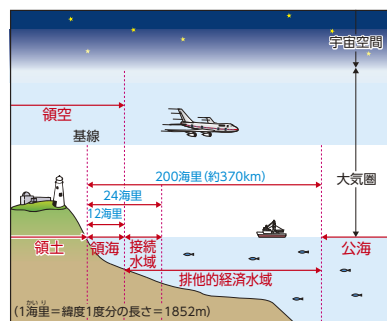 宇宙空間
領空
基線
200海里(約370km)
大気圏
24海里
12海里
領土
領海
接続
水域
公海
排他的経済水域
かいり
(1海里=緯度1度分の長さ=1852m)